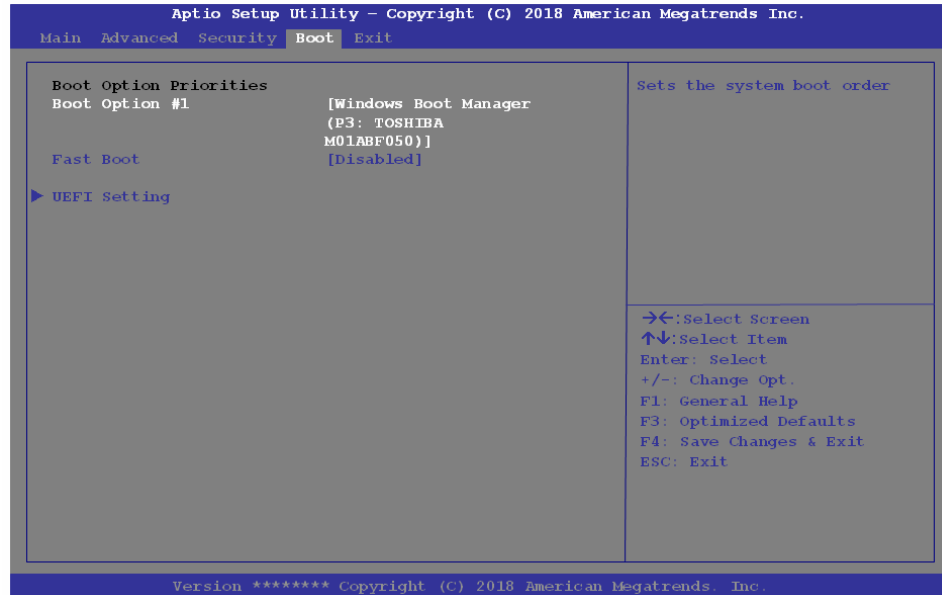 Aptio Setup Utility – Copyright (C) 2018 American Megatrends Inc.
Main Advanced Security Boot Exit
Boot Option Priorities
Boot Option #1 [Windows Boot Manager
(P3: TOSHIBA
M01ABF050)]
Fast Boot [Disabled]
▶ UEFI Setting
Sets the system boot order
→←:Select Screen
↑↓:Select Item
Enter: Select
+/-: Change Opt.
F1: General Help
F3: Optimized Defaults
F4: Save Changes & Exit
ESC: Exit
Version ******** Copyright (C) 2018 American Megatrends. Inc.